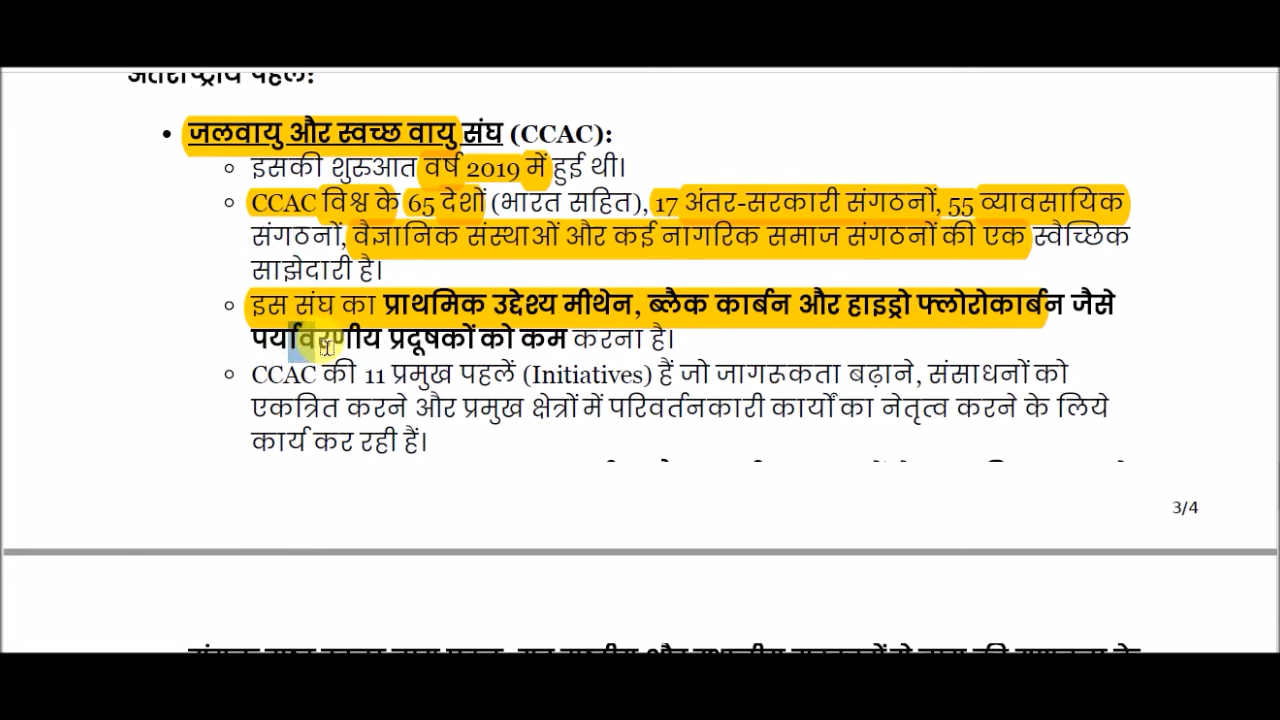 अंतर्राष्ट्रीय पहल:
• जलवायु और स्वच्छ वायु संघ (CCAC):
○ इसकी शुरुआत वर्ष 2019 में हुई थी।
○ CCAC विश्व के 65 देशों (भारत सहित), 17 अंतर-सरकारी संगठनों, 55 व्यावसायिक
संगठनों, वैज्ञानिक संस्थाओं और कई नागरिक समाज संगठनों की एक स्वैच्छिक
साझेदारी है।
○ इस संघ का प्राथमिक उद्देश्य मीथेन, ब्लैक कार्बन और हाइड्रो फ्लोरोकार्बन जैसे
पर्यावरणीय प्रदूषकों को कम करना है।
○ CCAC की 11 प्रमुख पहलें (Initiatives) हैं जो जागरूकता बढ़ाने, संसाधनों को
एकत्रित करने और प्रमुख क्षेत्रों में परिवर्तनकारी कार्यों का नेतृत्व करने के लिये
कार्य कर रही हैं।
3/4